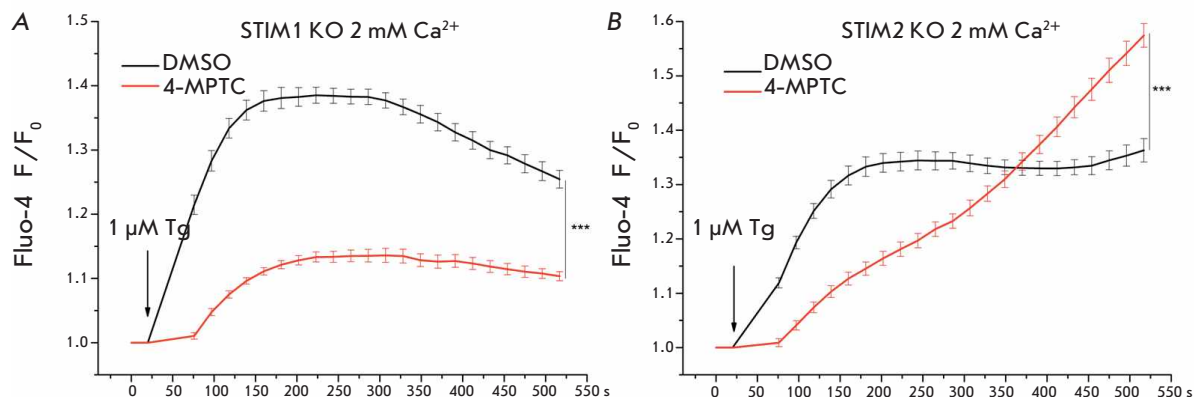 A
STIM1 KO 2 mM Ca²⁺
DMSO
4-MPTC
Fluo-4 F/F₀
1 µM Tg
***
1.5
1.4
1.3
1.2
1.1
1.0
0 50 100 150 200 250 300 350 400 450 500 550 s
B
STIM2 KO 2 mM Ca²⁺
DMSO
4-MPTC
Fluo-4 F/F₀
1 µM Tg
***
1.6
1.5
1.4
1.3
1.2
1.1
1.0
0 50 100 150 200 250 300 350 400 450 500 550 s